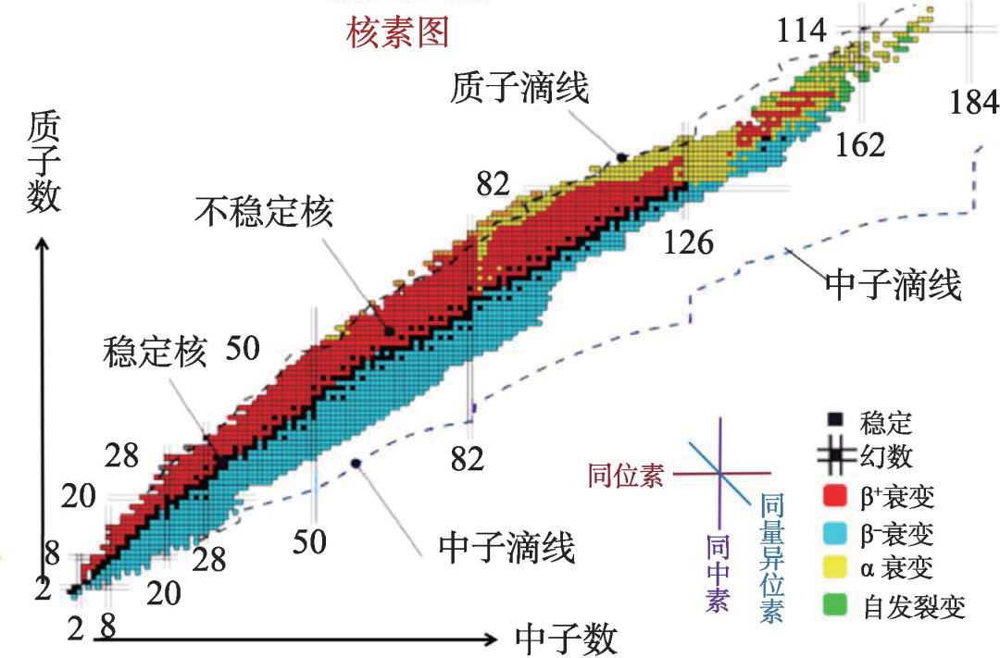 核素图
114
质子滴线
184
质子数
162
82
不稳定核
126
中子滴线
稳定核
50
稳定
28
82
幻数
同位素
20
β⁺衰变
同量异位素
β⁻衰变
50
中子滴线
同中素
8
28
α 衰变
2
20
自发裂变
2
8
中子数